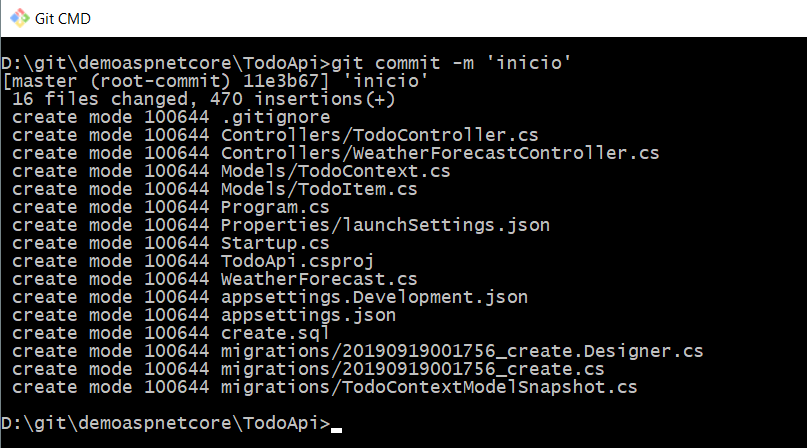 Git CMD
D:\git\demoaspnetcore\TodoApi>git commit -m 'inicio'
[master (root-commit) 11e3b67] 'inicio'
 16 files changed, 470 insertions(+)
 create mode 100644 .gitignore
 create mode 100644 Controllers/TodoController.cs
 create mode 100644 Controllers/WeatherForecastController.cs
 create mode 100644 Models/TodoContext.cs
 create mode 100644 Models/TodoItem.cs
 create mode 100644 Program.cs
 create mode 100644 Properties/launchSettings.json
 create mode 100644 Startup.cs
 create mode 100644 TodoApi.csproj
 create mode 100644 WeatherForecast.cs
 create mode 100644 appsettings.Development.json
 create mode 100644 appsettings.json
 create mode 100644 create.sql
 create mode 100644 migrations/20190919001756_create.Designer.cs
 create mode 100644 migrations/20190919001756_create.cs
 create mode 100644 migrations/TodoContextModelSnapshot.cs
D:\git\demoaspnetcore\TodoApi>